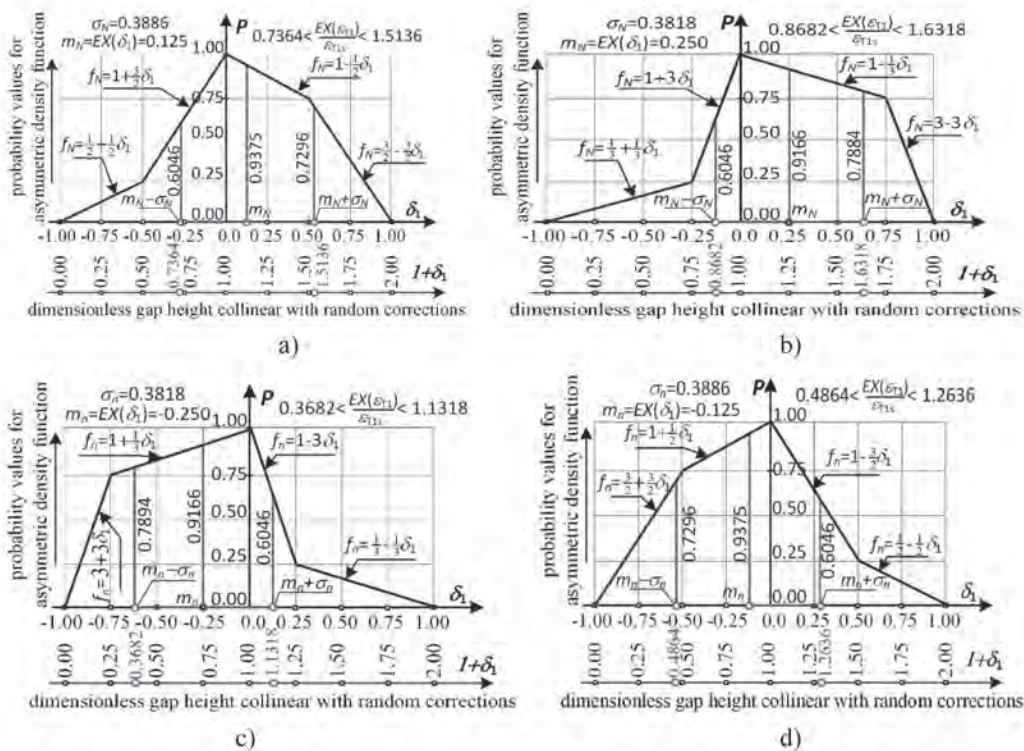 σN=0.3886
mN=EX(δ1)=0.125
P
0.7364<EX(εT1)/εT1s<1.5136
probability values for
asymmetric density function
fN=1+½δ1
fN=1-½δ1
fN=½+½δ1
fN=3/2-3/2δ1
1.00
0.75
0.50
0.25
0.00
0.6046
0.9375
0.7296
mN−σN
mN
mN+σN
δ1
-1.00 -0.75 -0.50 -0.25 0.0 0.25 0.50 0.75 1.00
0.00 0.25 0.50 0.7364 0.75 1.00 1.25 1.50 1.5136 1.75 2.00
1+δ1
dimensionless gap height collinear with random corrections
a)
σN=0.3818
mN=EX(δ1)=0.250
P
0.8682<EX(εT1)/εT1s<1.6318
probability values for
asymmetric density function
fN=1+3δ1
fN=1-⅓δ1
fN=⅓+⅓δ1
fN=3-3δ1
1.00
0.75
0.50
0.25
0.00
0.6046
0.9166
0.7884
mN−σN
mN
mN+σN
δ1
-1.00 -0.75 -0.50 -0.25 0.0 0.25 0.50 0.75 1.00
0.00 0.25 0.50 0.75 0.8682 1.00 1.25 1.50 1.6318 1.75 2.00
1+δ1
dimensionless gap height collinear with random corrections
b)
σn=0.3818
mn=EX(δ1)=-0.250
P
0.3682<EX(εT1)/εT1s<1.1318
probability values for
asymmetric density function
fn=1+⅓δ1
fn=1-3δ1
fn=3+3δ1
fn=⅓-⅓δ1
1.00
0.75
0.25
0.00
0.7894
0.9166
0.6046
mn−σn
mn
mn+σn
δ1
-1.00 -0.75 -0.50 -0.25 0.00 0.25 0.50 0.75 1.00
0.00 0.25 0.3682 0.50 0.75 1.00 1.1318 1.25 1.50 1.75 2.00
1+δ1
dimensionless gap height collinear with random corrections
c)
σn=0.3886
mn=EX(δ1)=-0.125
P
0.4864<EX(εT1)/εT1s<1.2636
probability values for
asymmetric density function
fn=1+½δ1
fn=1-3/2δ1
fn=3/2+3/2δ1
fn=½-½δ1
1.00
0.75
0.25
0.00
0.7296
0.9375
0.6046
mn−σn
mn
mn+σn
δ1
-1.00 -0.75 -0.50 -0.25 0.00 0.25 0.50 0.75 1.00
0.00 0.25 0.4864 0.50 0.75 1.00 1.25 1.2636 1.50 1.75 2.00
1+δ1
dimensionless gap height collinear with random corrections
d)